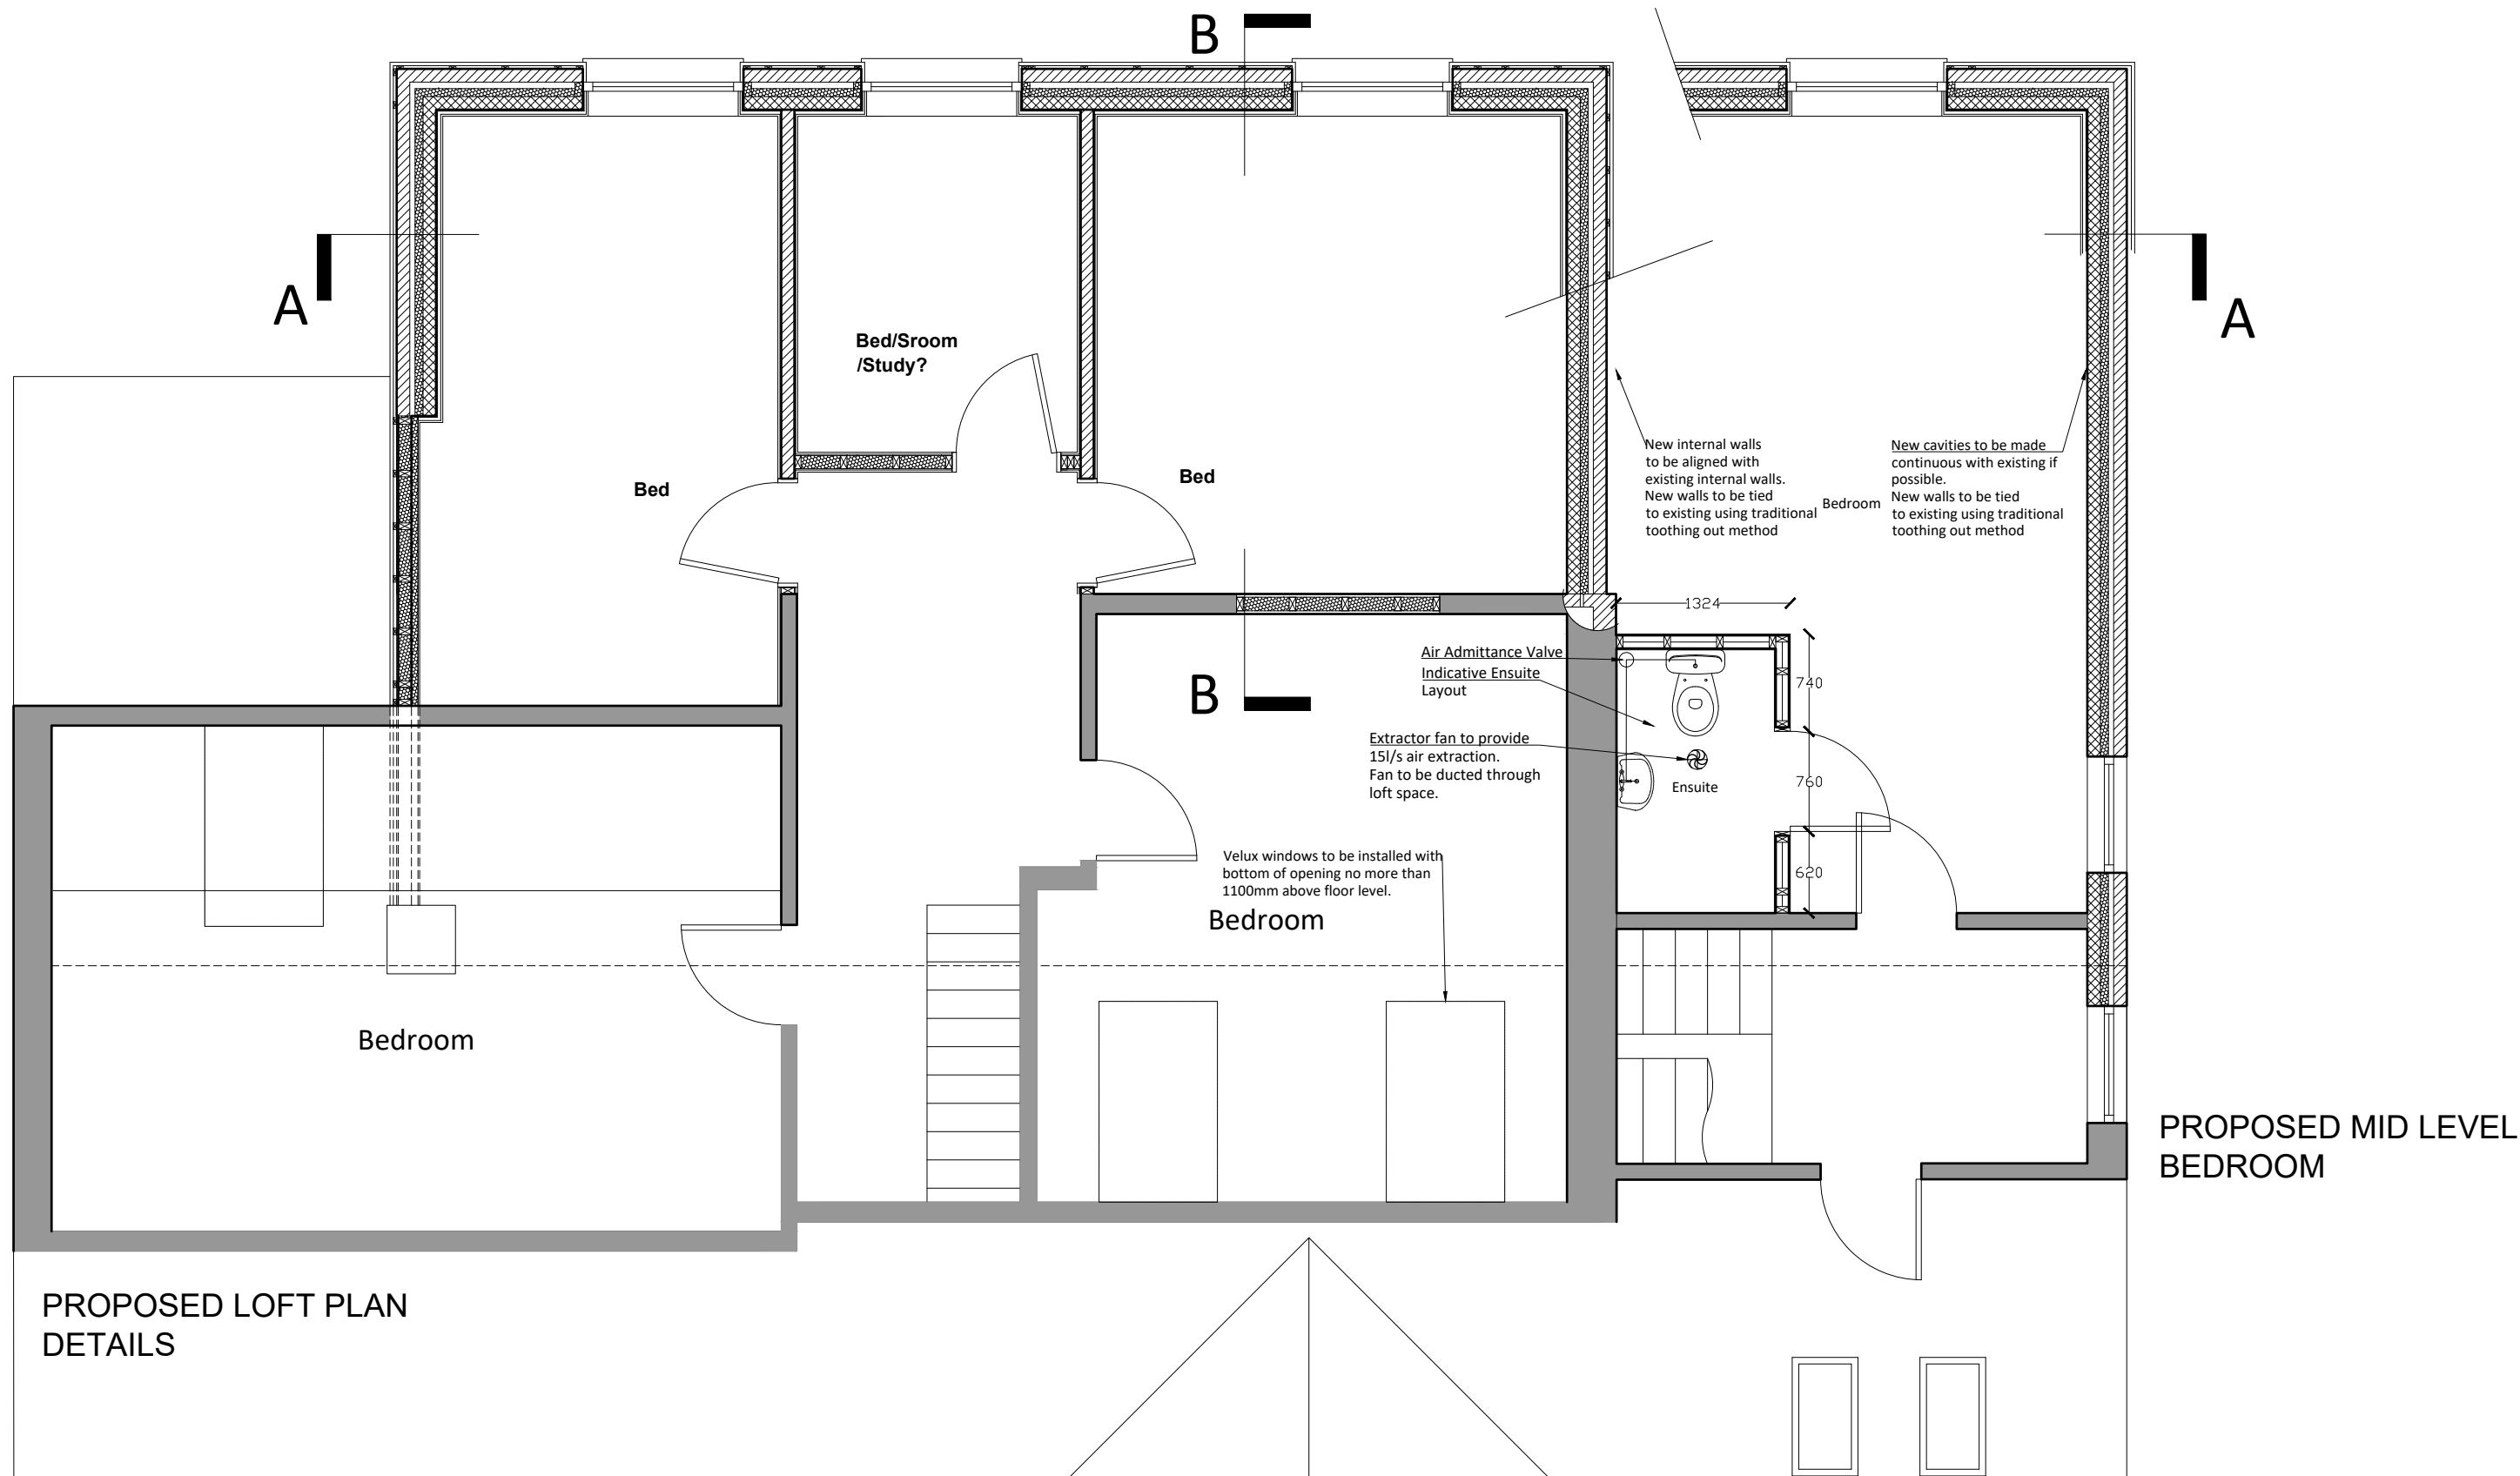 B
A
A
Bed/Sroom
/Study?
Bed
Bed
New internal walls
to be aligned with
existing internal walls.
New walls to be tied
to existing using traditional
toothing out method
Bedroom
New cavities to be made
continuous with existing if
possible.
New walls to be tied
to existing using traditional
toothing out method
1324
Air Admittance Valve
Indicative Ensuite
Layout
B
740
Extractor fan to provide
15l/s air extraction.
Fan to be ducted through
loft space.
760
Ensuite
Velux windows to be installed with
bottom of opening no more than
1100mm above floor level.
620
Bedroom
Bedroom
PROPOSED MID LEVEL
BEDROOM
PROPOSED LOFT PLAN
DETAILS